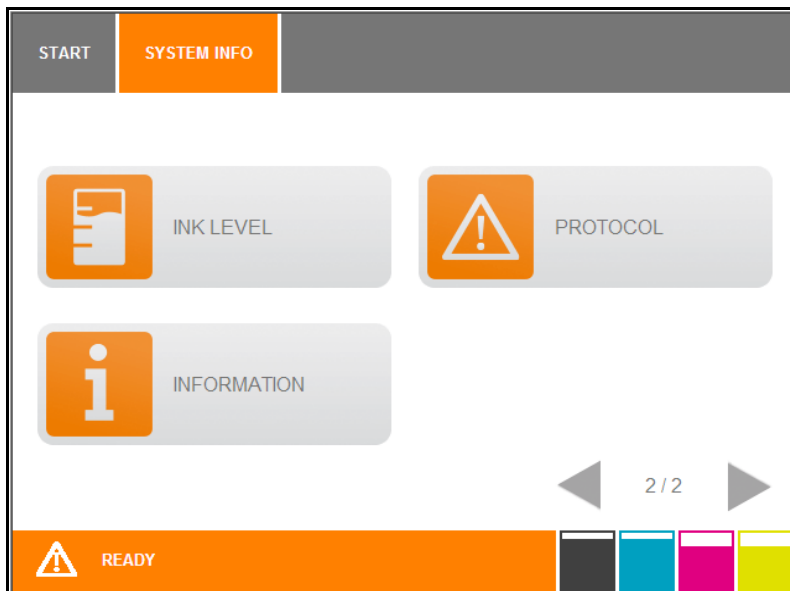 START
SYSTEM INFO
INK LEVEL
PROTOCOL
INFORMATION
2 / 2
READY